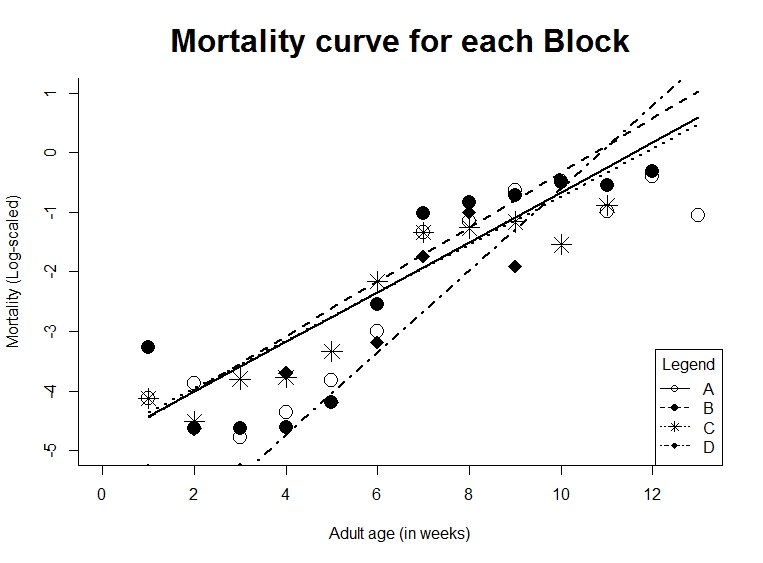 Mortality curve for each Block
Mortality (Log-scaled)
1
0
-1
-2
-3
-4
-5
0 2 4 6 8 10 12
Adult age (in weeks)
Legend
A
B
C
D